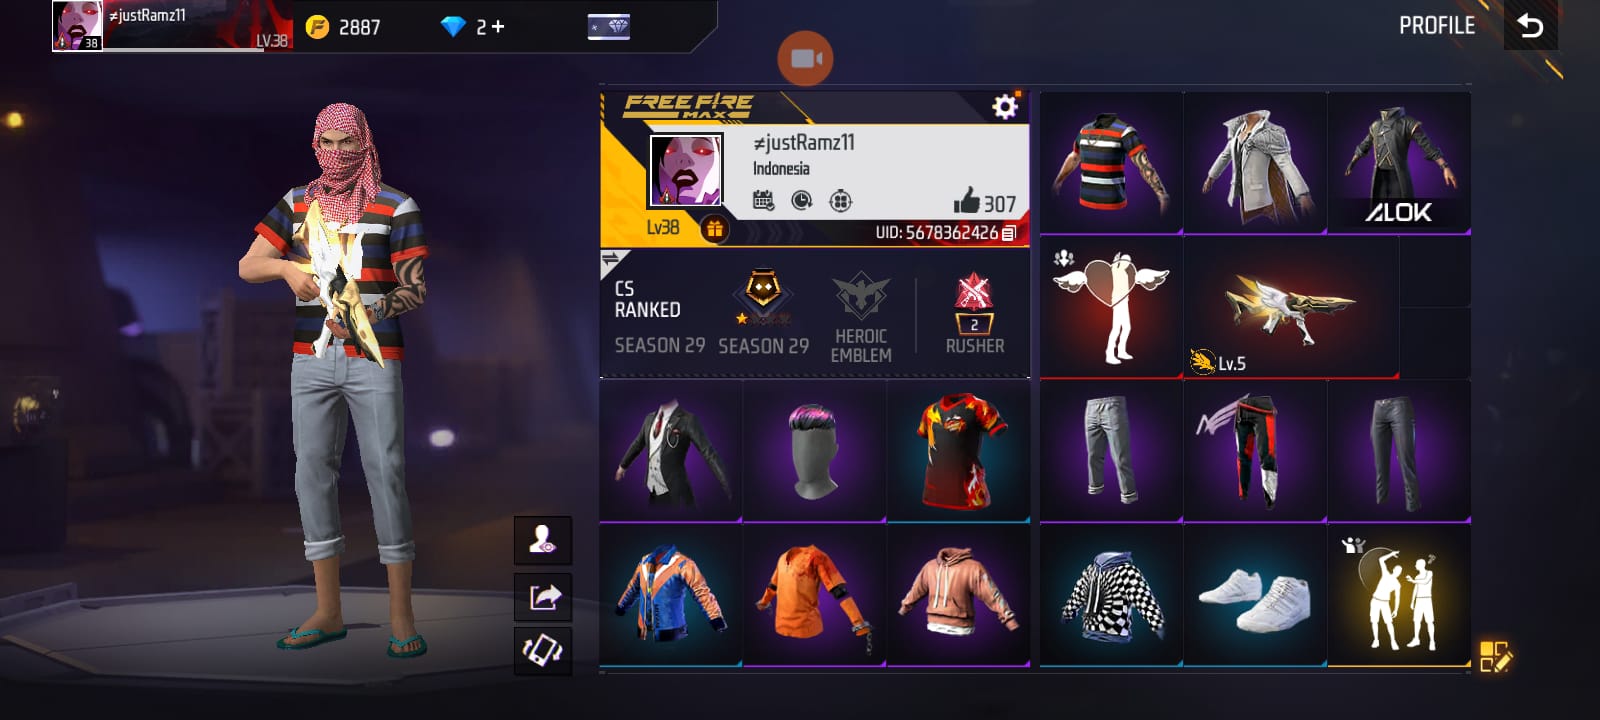 ≠justRamz11
38
LV.38
2887
2 +
PROFILE
FREE FIRE
MAX
≠justRamz11
Indonesia
307
Lv38
UID: 5678362426
CS
RANKED
SEASON 29
SEASON 29
HEROIC
EMBLEM
2
RUSHER
ALOK
Lv.5